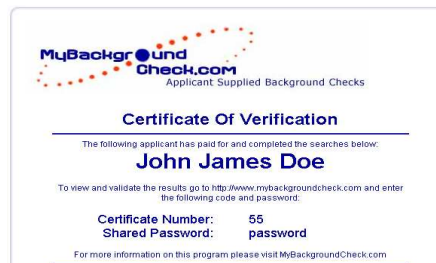 MyBackground
Check.com
Applicant Supplied Background Checks
Certificate Of Verification
The following applicant has paid for and completed the searches below:
John James Doe
To view and validate the results go to http://www.mybackgroundcheck.com and enter
the following code and password:
Certificate Number: 55
Shared Password: password
For more information on this program please visit MyBackgroundCheck.com